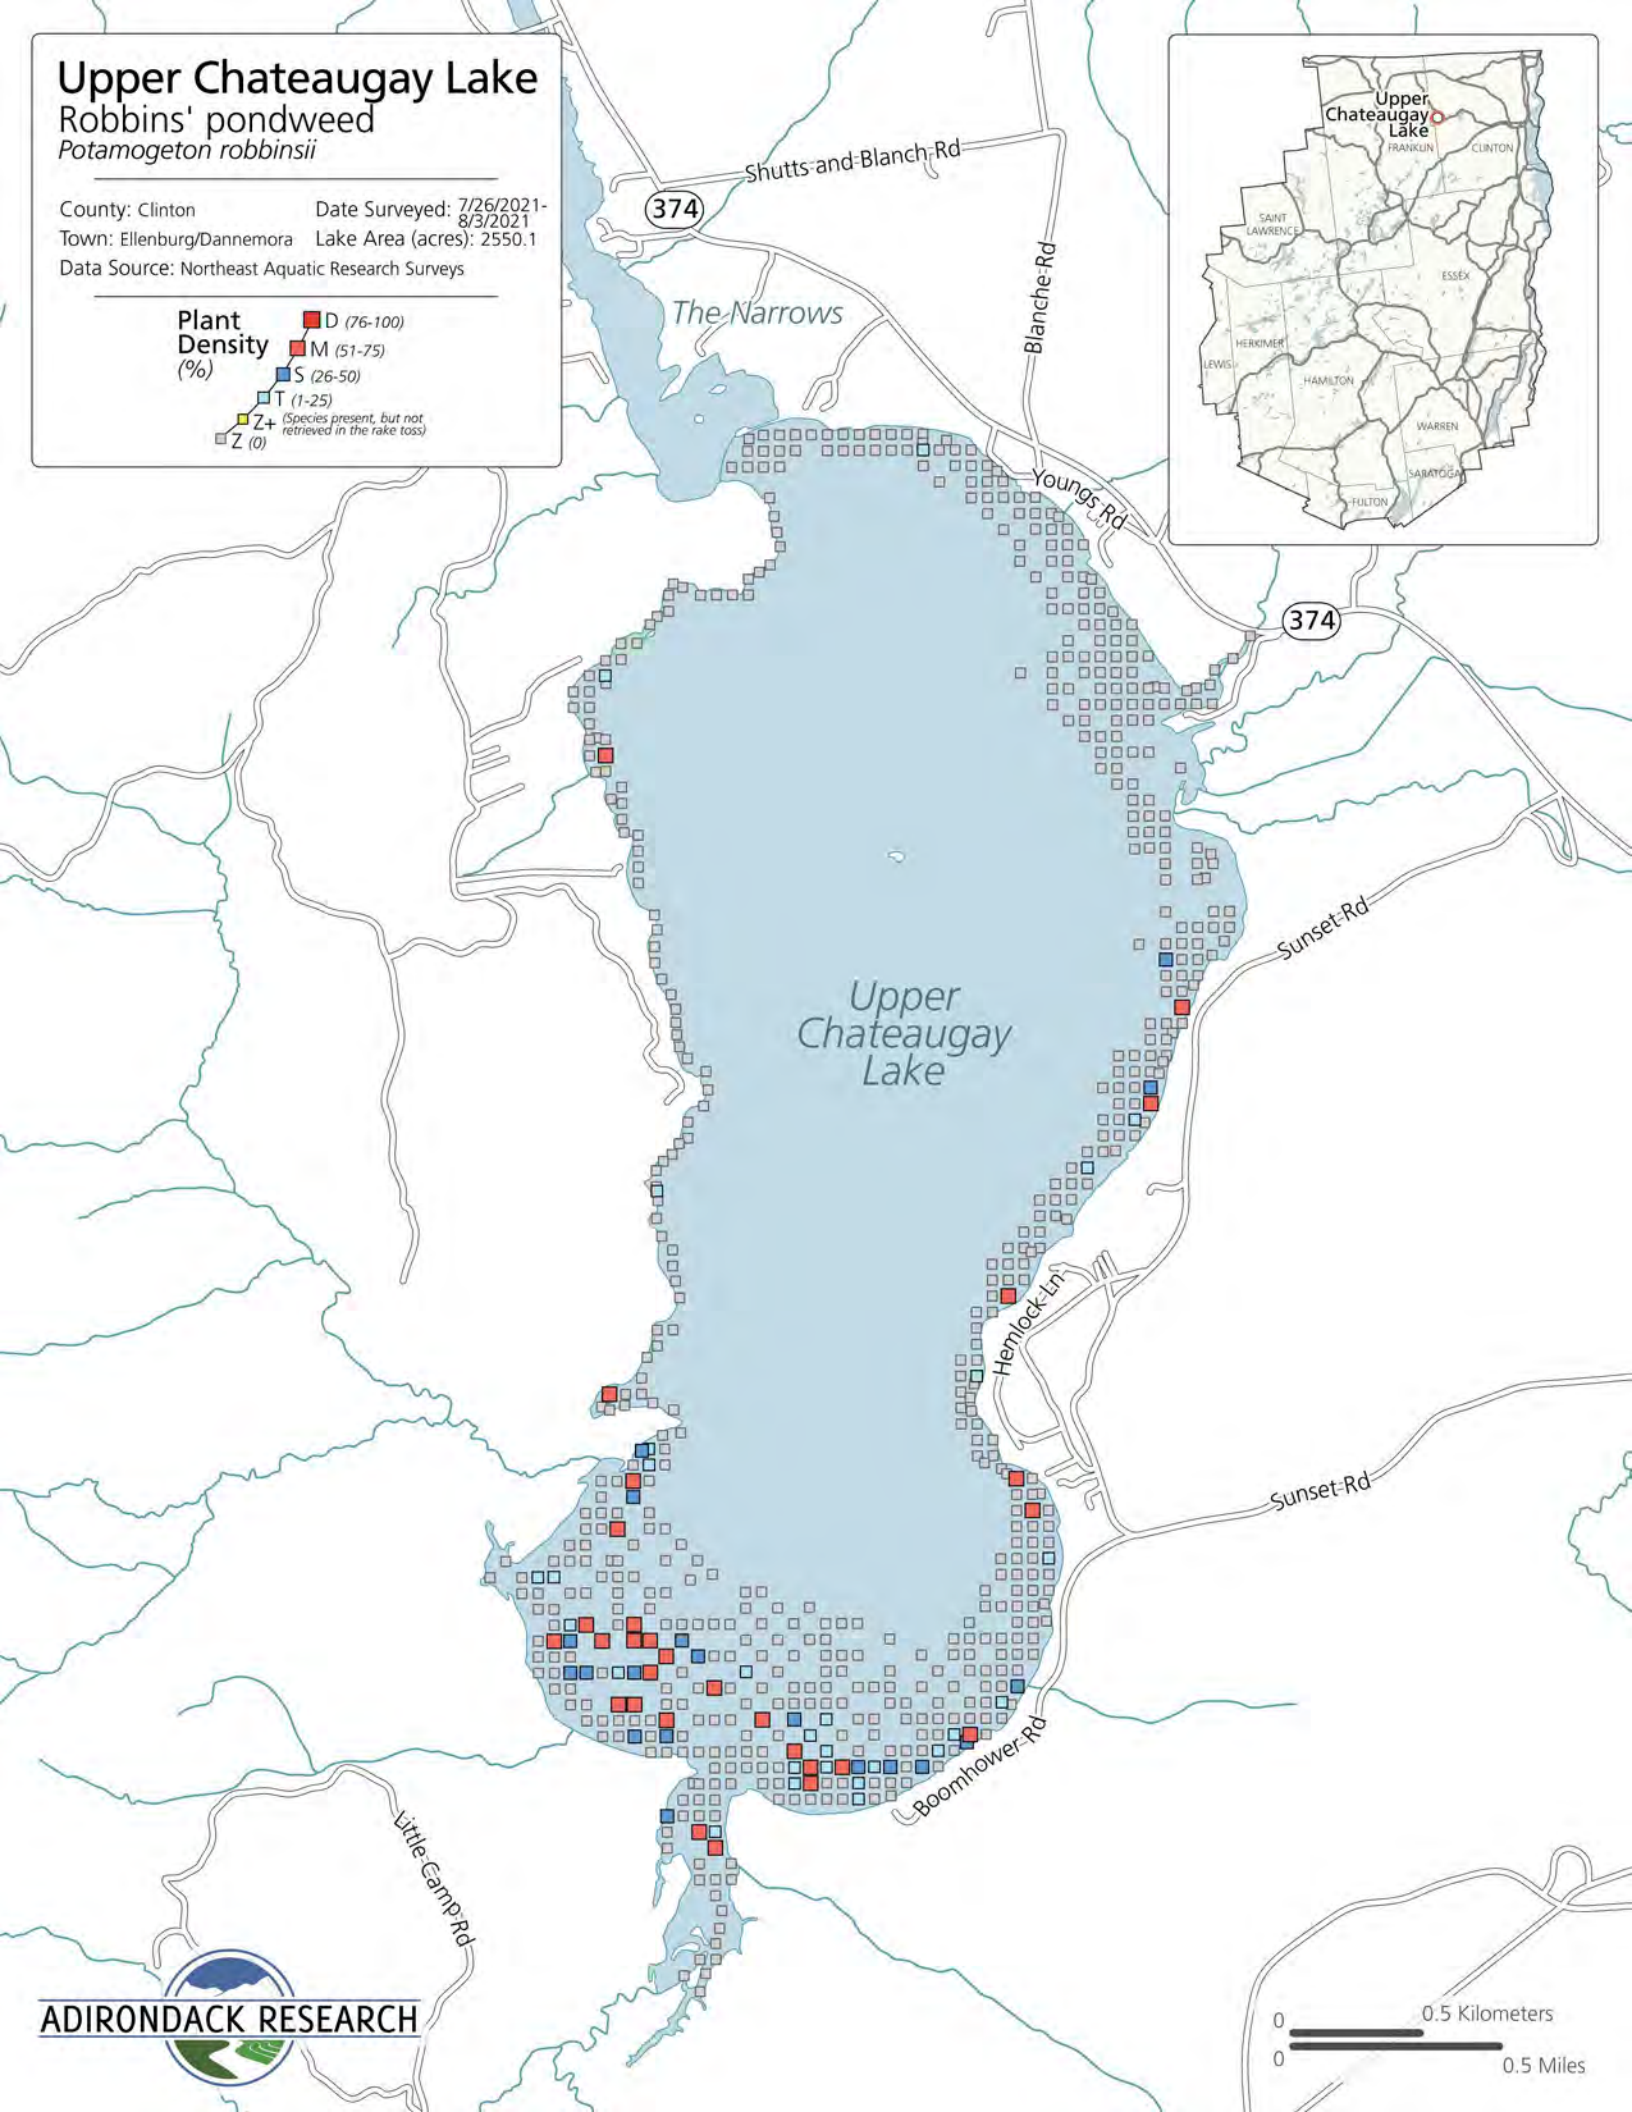 Upper Chateaugay Lake
Robbins' pondweed
Potamogeton robbinsii
County: Clinton
Date Surveyed: 7/26/2021-
8/3/2021
Town: Ellenburg/Dannemora
Lake Area (acres): 2550.1
Data Source: Northeast Aquatic Research Surveys
Plant
Density
(%)
D (76-100)
M (51-75)
S (26-50)
T (1-25)
Z+ (Species present, but not
retrieved in the rake toss)
Z (0)
Upper
Chateaugay
Lake
FRANKLIN
CLINTON
SAINT
LAWRENCE
ESSEX
HERKIMER
LEWIS
HAMILTON
WARREN
SARATOGA
FULTON
Shutts-and-Blanch-Rd
374
The Narrows
Blanche-Rd
Youngs Rd
374
Sunset-Rd
Upper
Chateaugay
Lake
Hemlock-Ln
Sunset-Rd
Boomhower-Rd
Little-Camp-Rd
ADIRONDACK RESEARCH
0
0.5 Kilometers
0
0.5 Miles